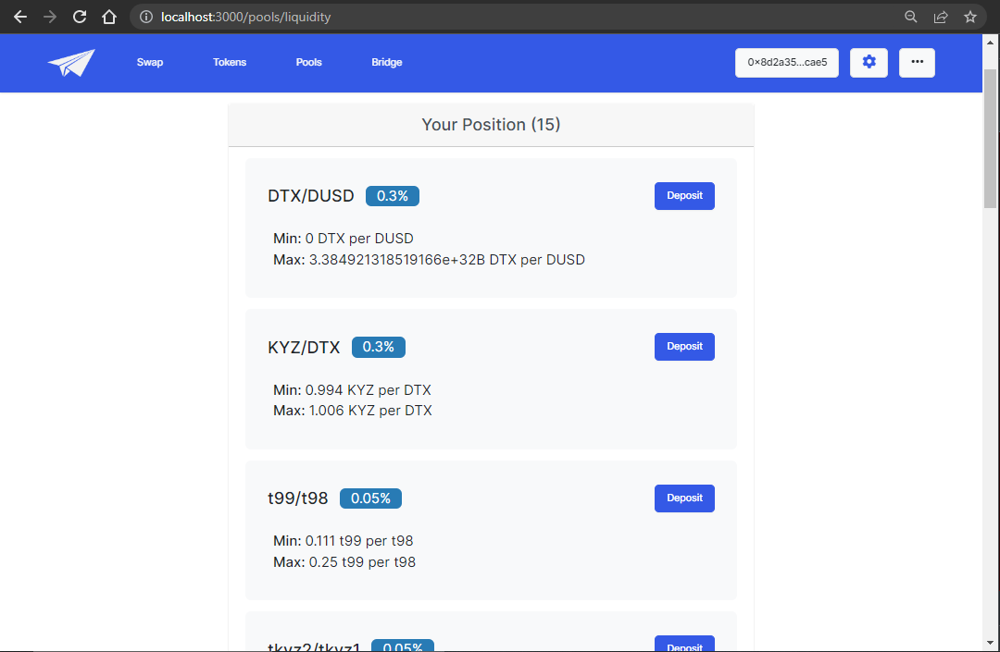 localhost:3000/pools/liquidity
Swap Tokens Pools Bridge 0x8d2a35...cae5 •••
Your Position (15)
DTX/DUSD 0.3% Deposit
Min: 0 DTX per DUSD
Max: 3.384921318519166e+32B DTX per DUSD
KYZ/DTX 0.3% Deposit
Min: 0.994 KYZ per DTX
Max: 1.006 KYZ per DTX
t99/t98 0.05% Deposit
Min: 0.111 t99 per t98
Max: 0.25 t99 per t98
tkyz2/tkyz1 0.05% Deposit